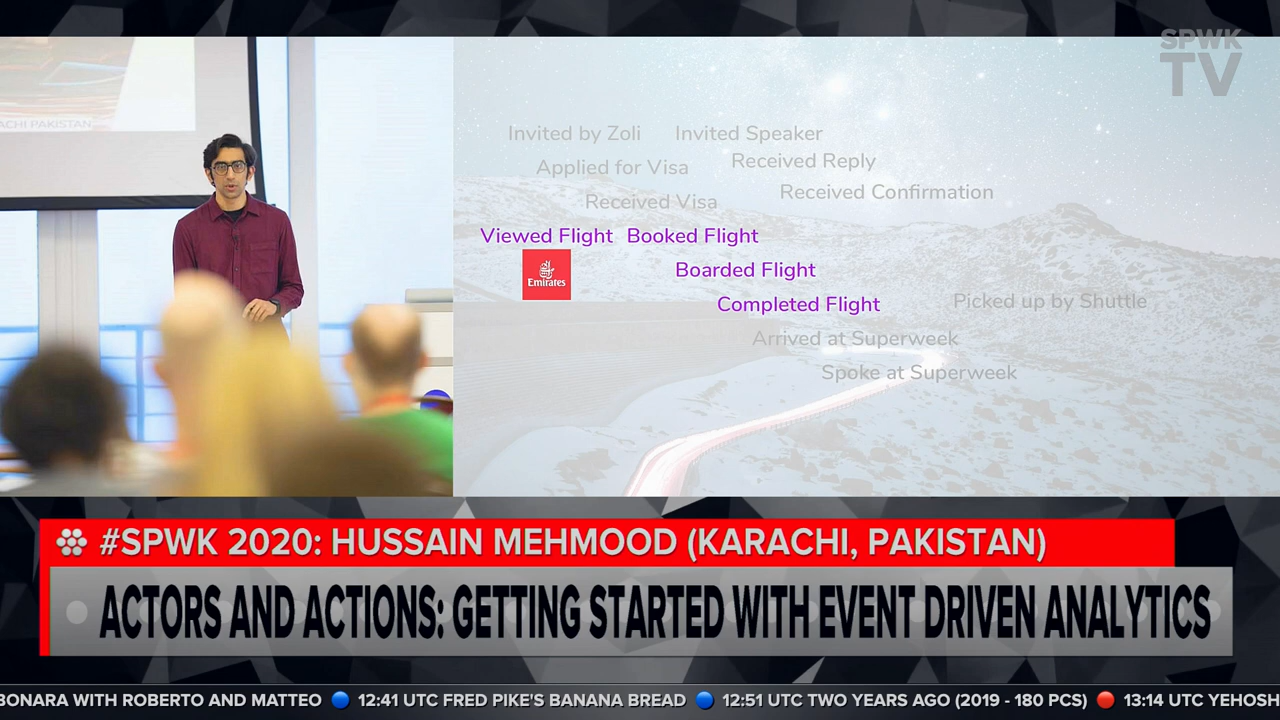 SPWK
TV
ACHI PAKISTAN
Invited by Zoli
Invited Speaker
Applied for Visa
Received Reply
Received Visa
Received Confirmation
Viewed Flight
Booked Flight
Emirates
Boarded Flight
Completed Flight
Picked up by Shuttle
Arrived at Superweek
Spoke at Superweek
#SPWK 2020: HUSSAIN MEHMOOD (KARACHI, PAKISTAN)
ACTORS AND ACTIONS: GETTING STARTED WITH EVENT DRIVEN ANALYTICS
BONARA WITH ROBERTO AND MATTEO 12:41 UTC FRED PIKE'S BANANA BREAD 12:51 UTC TWO YEARS AGO (2019 - 180 PCS) 13:14 UTC YEHOSH